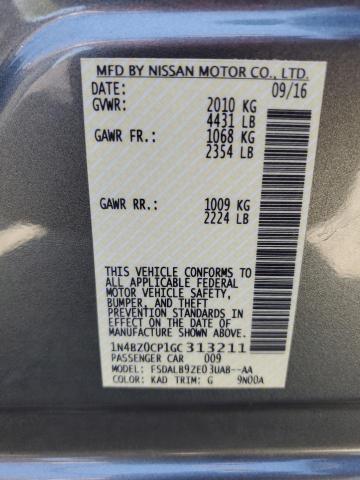 MFD BY NISSAN MOTOR CO., LTD.
DATE: 09/16
GVWR: 2010 KG
4431 LB
GAWR FR.: 1068 KG
2354 LB
GAWR RR.: 1009 KG
2224 LB
THIS VEHICLE CONFORMS TO
ALL APPLICABLE FEDERAL
MOTOR VEHICLE SAFETY,
BUMPER, AND THEFT
PREVENTION STANDARDS IN
EFFECT ON THE DATE OF
MANUFACTURE SHOWN ABOVE.
1N4BZ0CP1GC313211
PASSENGER CAR 009
MODEL: FSDALB9ZE03UAB--AA
COLOR: KAD TRIM: G 9N00A